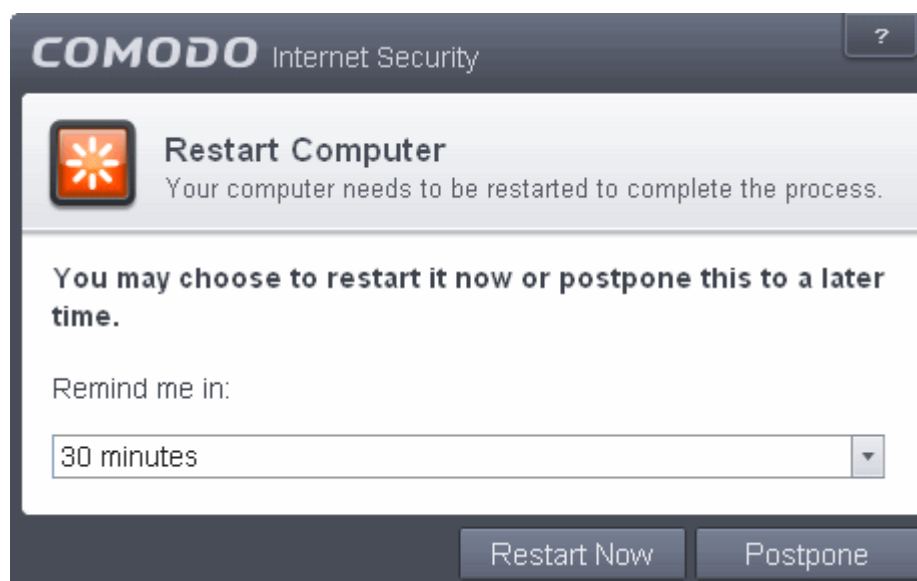 COMODO Internet Security
?
Restart Computer
Your computer needs to be restarted to complete the process.
You may choose to restart it now or postpone this to a later
time.
Remind me in:
30 minutes
Restart Now
Postpone